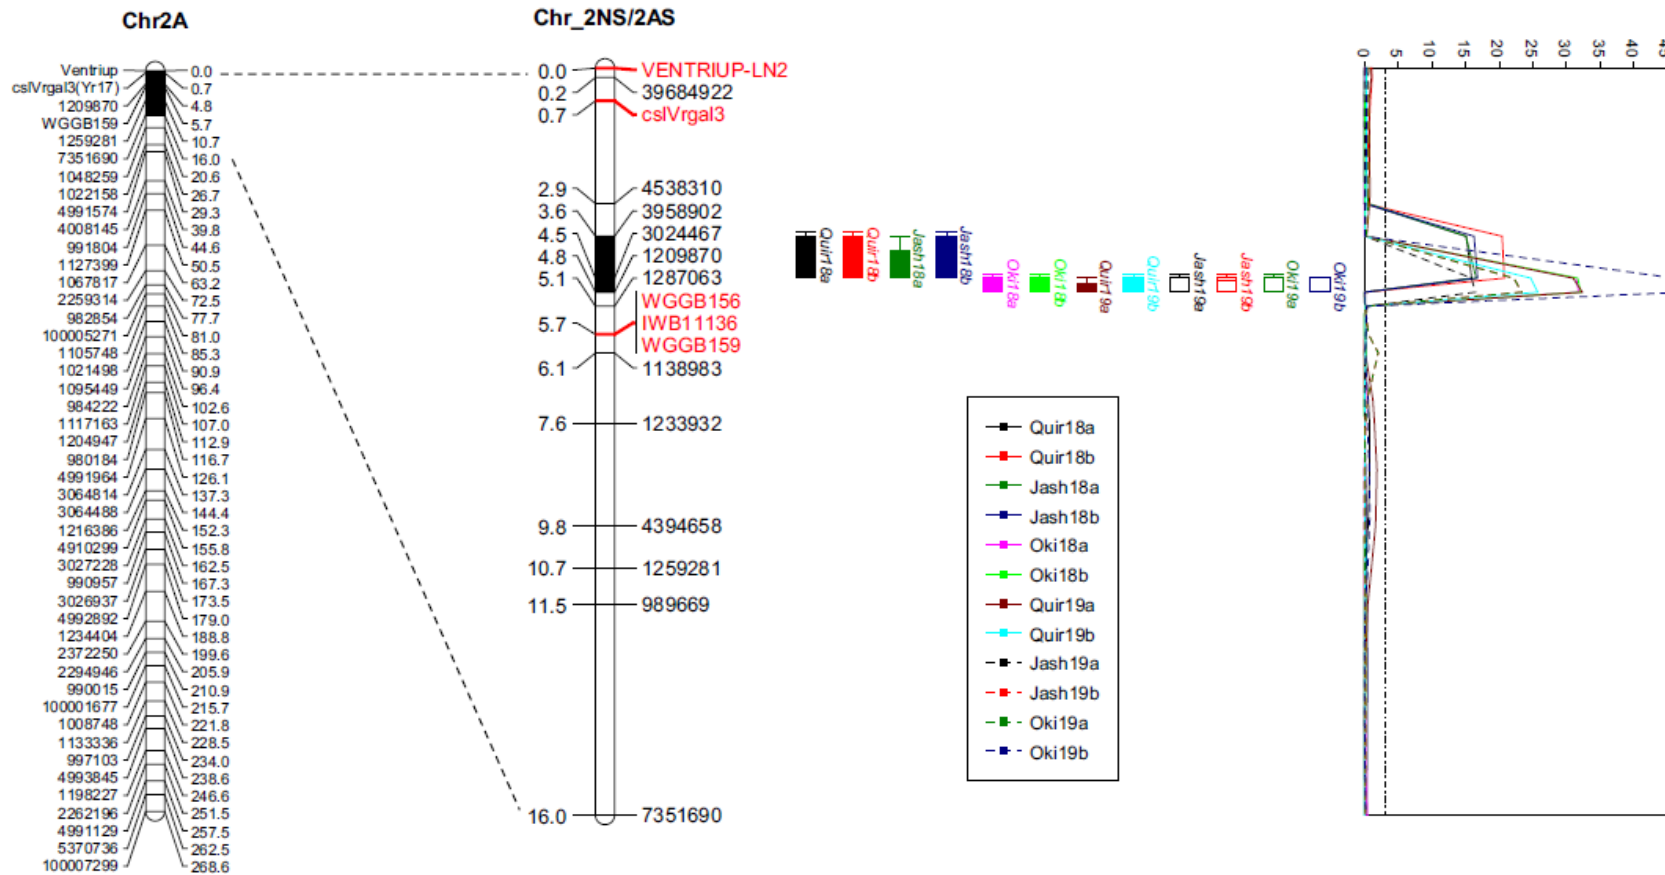 Chr2A
Ventriup 0.0
cslVrgal3(Yr17) 0.7
1209870 4.8
WGGB159 5.7
1259281 10.7
7351690 16.0
1048259 20.6
1022158 26.7
4991574 29.3
4008145 39.8
991804 44.6
1127399 50.5
1067817 63.2
2259314 72.5
982854 77.7
100005271 81.0
1105748 85.3
1021498 90.9
1095449 96.4
984222 102.6
1117163 107.0
1204947 112.9
980184 116.7
4991964 126.1
3064814 137.3
3064488 144.4
1216386 152.3
4910299 155.8
3027228 162.5
990957 167.3
3026937 173.5
4992892 179.0
1234404 188.8
2372250 199.6
2294946 205.9
990015 210.9
100001677 215.7
1008748 221.8
1133336 228.5
997103 234.0
4993845 238.6
1198227 246.6
2262196 251.5
4991129 257.5
5370736 262.5
100007299 268.6
Chr_2NS/2AS
0.0 VENTRIUP-LN2
0.2 39684922
0.7 cslVrgal3
2.9 4538310
3.6 3958902
4.5 3024467
4.8 1209870
5.1 1287063
WGGB156
5.7 IWB11136
WGGB159
6.1 1138983
7.6 1233932
9.8 4394658
10.7 1259281
11.5 989669
16.0 7351690
Quir18a
Quir18b
Jash18a
Jash18b
Oki18a
Oki18b
Quir19a
Quir19b
Jash19a
Jash19b
Oki19a
Oki19b
Quir18a
Quir18b
Jash18a
Jash18b
Oki18a
Oki18b
Quir19a
Quir19b
Jash19a
Jash19b
Oki19a
Oki19b
0 5 10 15 20 25 30 35 40